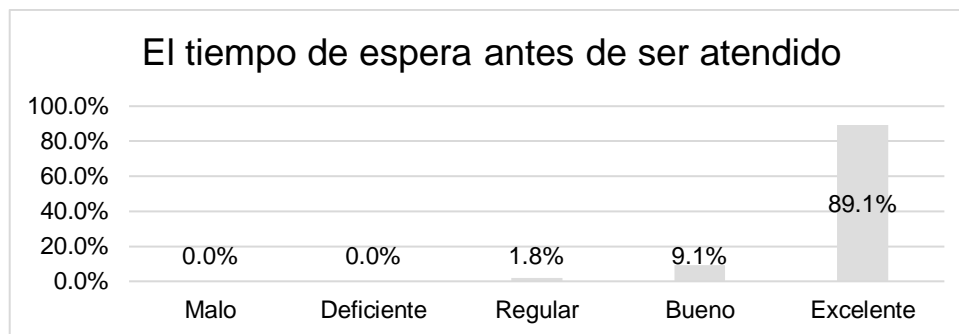 El tiempo de espera antes de ser atendido
100.0%
80.0%
60.0%
40.0%
20.0%
0.0%
0.0% 0.0% 1.8% 9.1% 89.1%
Malo Deficiente Regular Bueno Excelente